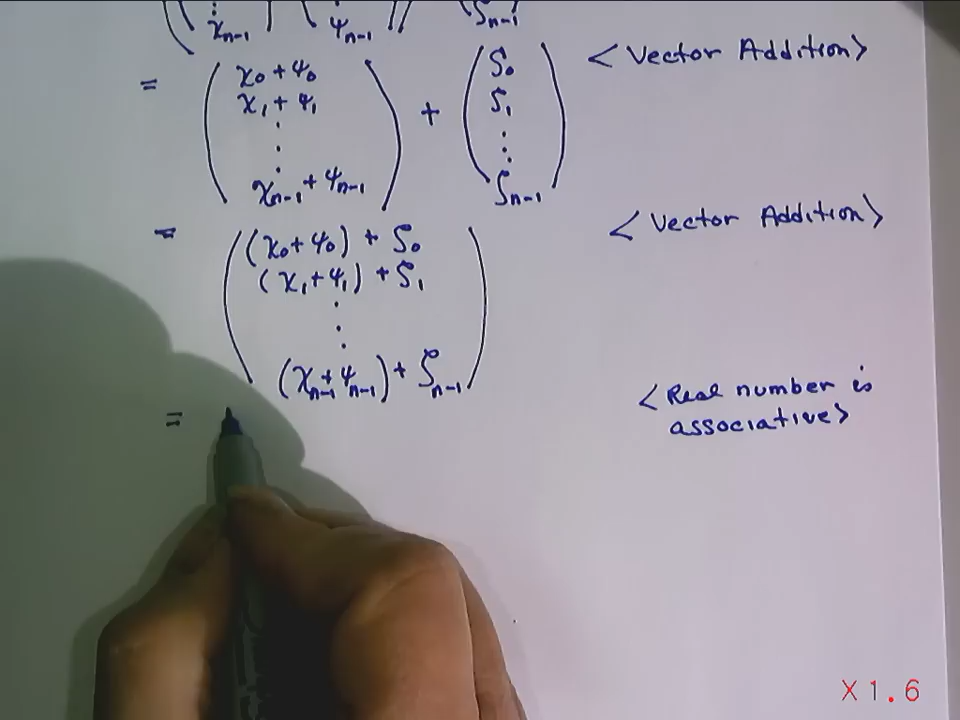 χn-1 ψn-1 ζn-1
= ( χ0 + ψ0 ) + ( ζ0 ) < Vector Addition >
χ1 + ψ1 ζ1
⋮ ⋮
χn-1 + ψn-1 ζn-1
= ( (χ0 + ψ0) + ζ0 ) < Vector Addition >
(χ1 + ψ1) + ζ1
⋮
(χn-1 + ψn-1) + ζn-1
= < Real number is
associative >
X1.6